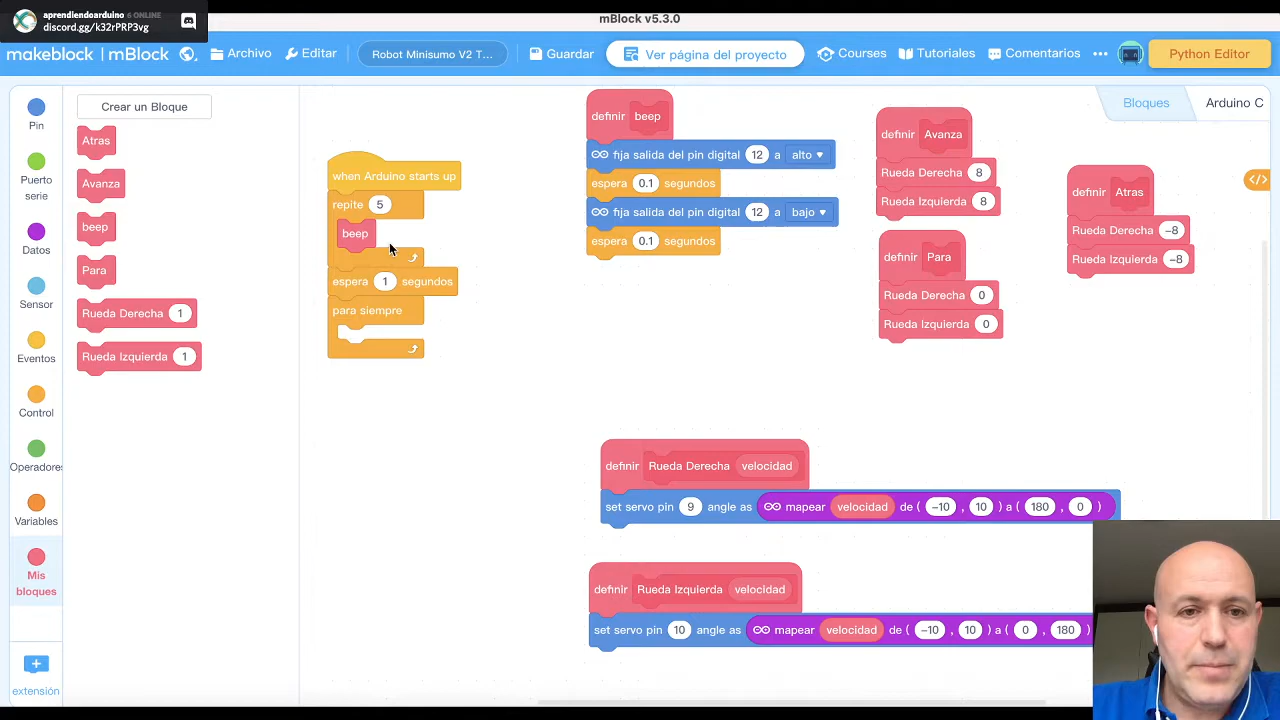 aprendiendoarduino 6 ONLINE
discord.gg/k32rPRP3vg
mBlock v5.3.0
makeblock | mBlock
Archivo
Editar
Robot Minisumo V2 T...
Guardar
Ver página del proyecto
Courses
Tutoriales
Comentarios
Python Editor
Pin
Puerto
serie
Datos
Sensor
Eventos
Control
Operadores
Variables
Mis
bloques
extensión
Crear un Bloque
Atras
Avanza
beep
Para
Rueda Derecha 1
Rueda Izquierda 1
when Arduino starts up
repite 5
beep
espera 1 segundos
para siempre
definir beep
fija salida del pin digital 12 a alto
espera 0.1 segundos
fija salida del pin digital 12 a bajo
espera 0.1 segundos
definir Avanza
Rueda Derecha 8
Rueda Izquierda 8
definir Para
Rueda Derecha 0
Rueda Izquierda 0
Bloques
Arduino C
definir Atras
Rueda Derecha -8
Rueda Izquierda -8
definir Rueda Derecha velocidad
set servo pin 9 angle as mapear velocidad de ( -10 , 10 ) a ( 180 , 0 )
definir Rueda Izquierda velocidad
set servo pin 10 angle as mapear velocidad de ( -10 , 10 ) a ( 0 , 180 )